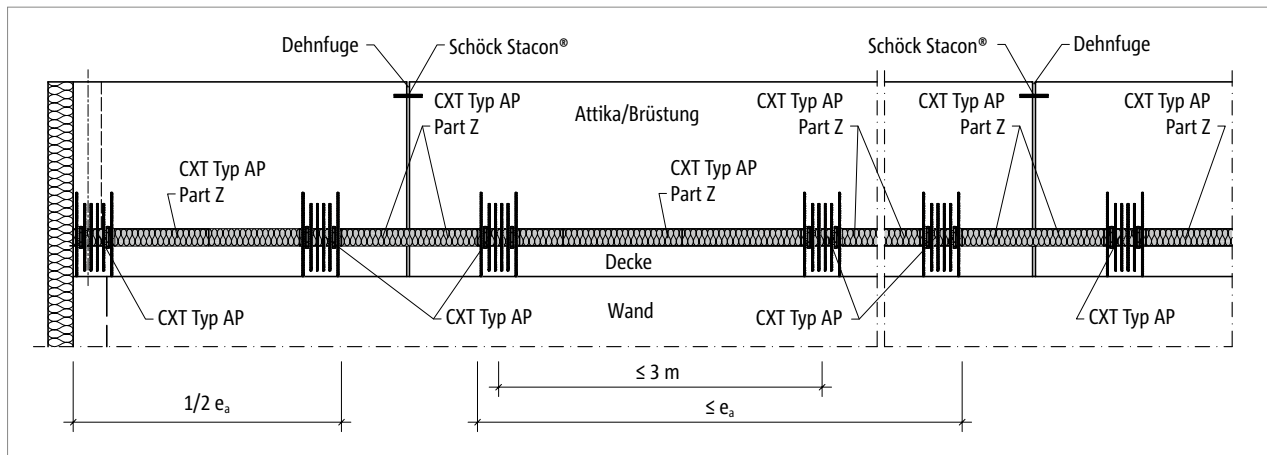 Dehnfuge
Schöck Stacon®
Schöck Stacon®
Dehnfuge
CXT Typ AP
Part Z
Attika/Brüstung
CXT Typ AP
Part Z
CXT Typ AP
Part Z
CXT Typ AP
Part Z
CXT Typ AP
Part Z
CXT Typ AP
Part Z
Decke
Wand
CXT Typ AP
CXT Typ AP
CXT Typ AP
CXT Typ AP
≤ 3 m
1/2 eₐ
≤ eₐ